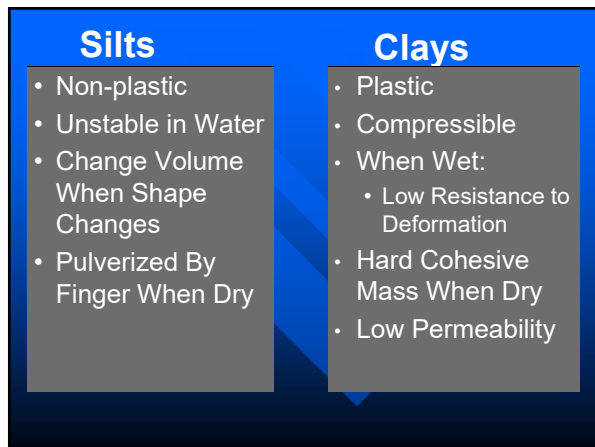 Silts
• Non-plastic
• Unstable in Water
• Change Volume
When Shape
Changes
• Pulverized By
Finger When Dry
Clays
• Plastic
• Compressible
• When Wet:
• Low Resistance to
Deformation
• Hard Cohesive
Mass When Dry
• Low Permeability